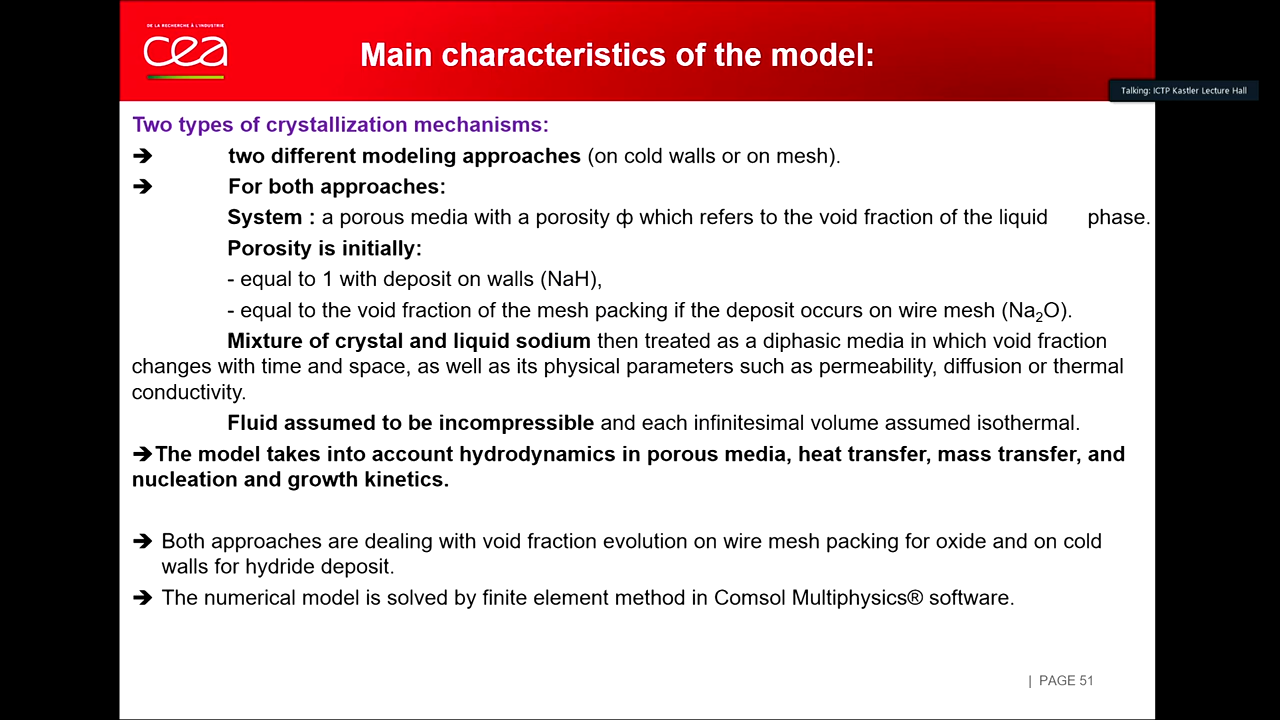 DE LA RECHERCHE À L'INDUSTRIE
cea
Main characteristics of the model:
Talking: ICTP Kastler Lecture Hall
Two types of crystallization mechanisms:
➔ two different modeling approaches (on cold walls or on mesh).
➔ For both approaches:
System : a porous media with a porosity ф which refers to the void fraction of the liquid phase.
Porosity is initially:
- equal to 1 with deposit on walls (NaH),
- equal to the void fraction of the mesh packing if the deposit occurs on wire mesh (Na₂O).
Mixture of crystal and liquid sodium then treated as a diphasic media in which void fraction
changes with time and space, as well as its physical parameters such as permeability, diffusion or thermal
conductivity.
Fluid assumed to be incompressible and each infinitesimal volume assumed isothermal.
➔The model takes into account hydrodynamics in porous media, heat transfer, mass transfer, and
nucleation and growth kinetics.
➔ Both approaches are dealing with void fraction evolution on wire mesh packing for oxide and on cold
walls for hydride deposit.
➔ The numerical model is solved by finite element method in Comsol Multiphysics® software.
| PAGE 51